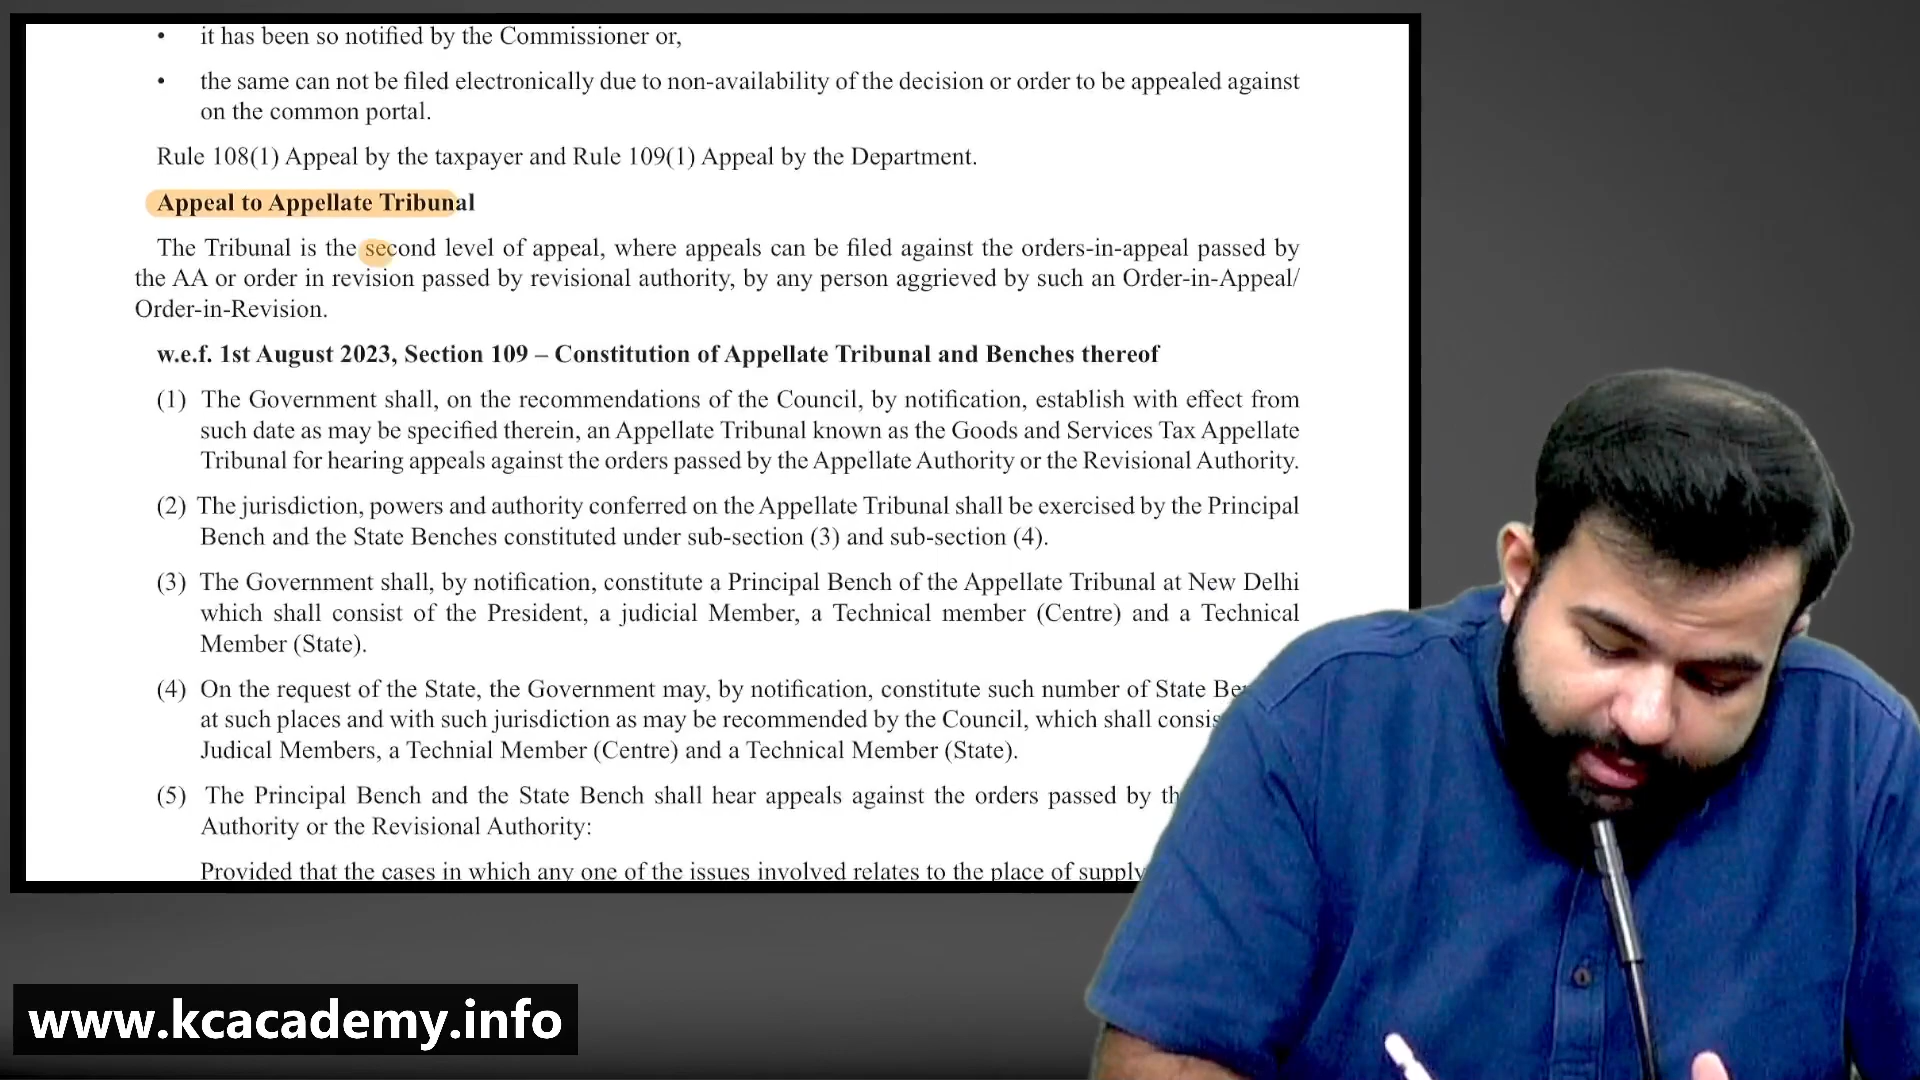 • it has been so notified by the Commissioner or,
• the same can not be filed electronically due to non-availability of the decision or order to be appealed against
on the common portal.
Rule 108(1) Appeal by the taxpayer and Rule 109(1) Appeal by the Department.
Appeal to Appellate Tribunal
The Tribunal is the second level of appeal, where appeals can be filed against the orders-in-appeal passed by
the AA or order in revision passed by revisional authority, by any person aggrieved by such an Order-in-Appeal/
Order-in-Revision.
w.e.f. 1st August 2023, Section 109 – Constitution of Appellate Tribunal and Benches thereof
(1) The Government shall, on the recommendations of the Council, by notification, establish with effect from
such date as may be specified therein, an Appellate Tribunal known as the Goods and Services Tax Appellate
Tribunal for hearing appeals against the orders passed by the Appellate Authority or the Revisional Authority.
(2) The jurisdiction, powers and authority conferred on the Appellate Tribunal shall be exercised by the Principal
Bench and the State Benches constituted under sub-section (3) and sub-section (4).
(3) The Government shall, by notification, constitute a Principal Bench of the Appellate Tribunal at New Delhi
which shall consist of the President, a judicial Member, a Technical member (Centre) and a Technical
Member (State).
(4) On the request of the State, the Government may, by notification, constitute such number of State
at such places and with such jurisdiction as may be recommended by the Council, which shall
Judical Members, a Technial Member (Centre) and a Technical Member (State).
(5) The Principal Bench and the State Bench shall hear appeals against the orders passed by
Authority or the Revisional Authority:
Provided that the cases in which any one of the issues involved relates to the place of supply
www.kcacademy.info